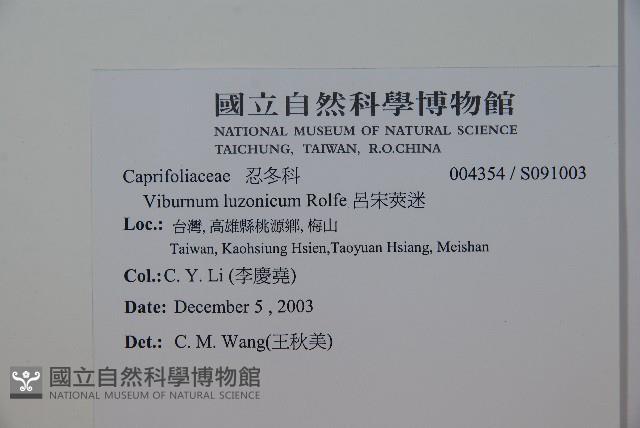 國立自然科學博物館
NATIONAL MUSEUM OF NATURAL SCIENCE
TAICHUNG, TAIWAN, R.O.CHINA
Caprifoliaceae 忍冬科 004354 / S091003
Viburnum luzonicum Rolfe 呂宋莢迷
Loc.: 台灣, 高雄縣桃源鄉, 梅山
Taiwan, Kaohsiung Hsien,Taoyuan Hsiang, Meishan
Col.:C. Y. Li (李慶堯)
Date: December 5 , 2003
Det.: C. M. Wang(王秋美)
國立自然科學博物館
NATIONAL MUSEUM OF NATURAL SCIENCE